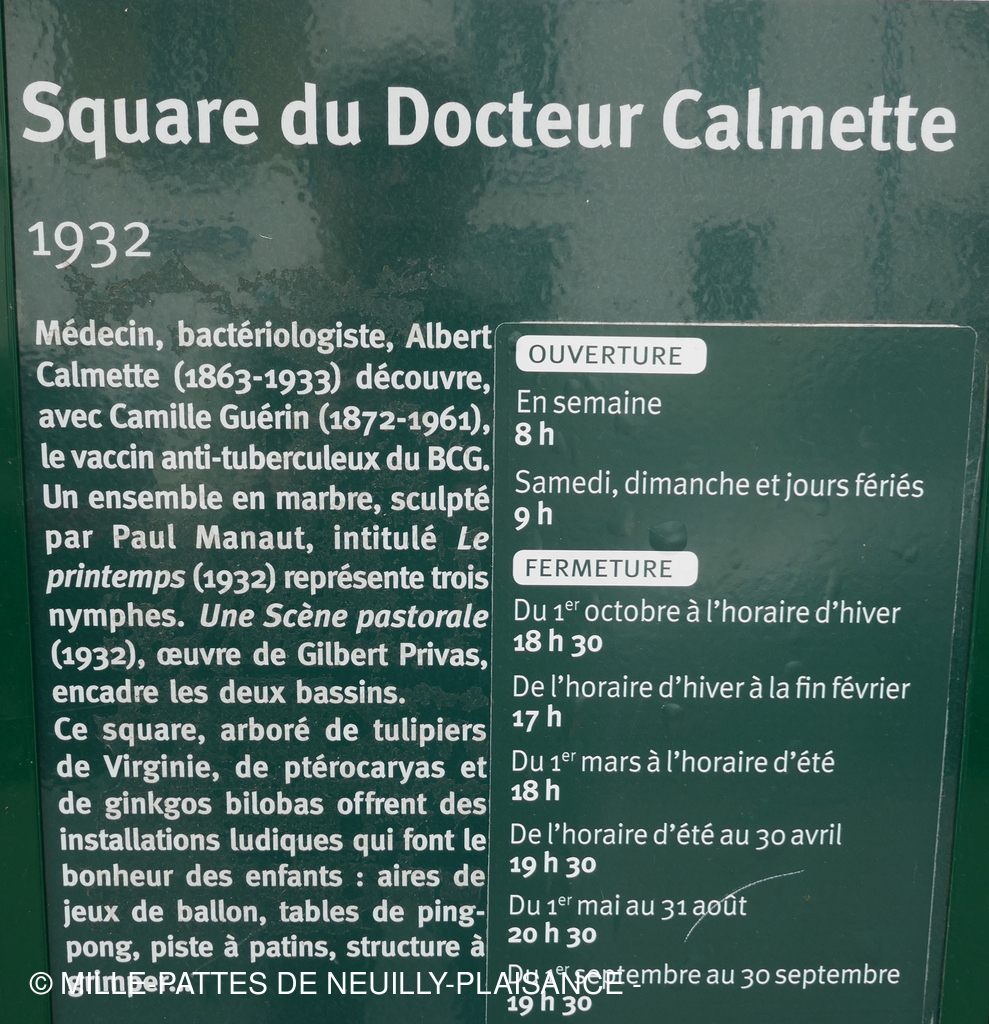 Square du Docteur Calmette
1932
Médecin, bactériologiste, Albert
Calmette (1863-1933) découvre,
avec Camille Guérin (1872-1961),
le vaccin anti-tuberculeux du BCG.
Un ensemble en marbre, sculpté
par Paul Manaut, intitulé Le
printemps (1932) représente trois
nymphes. Une Scène pastorale
(1932), œuvre de Gilbert Privas,
encadre les deux bassins.
Ce square, arboré de tulipiers
de Virginie, de ptérocaryas et
de ginkgos bilobas offrent des
installations ludiques qui font le
bonheur des enfants : aires de
jeux de ballon, tables de ping-
pong, piste à patins, structure à
grimper...
OUVERTURE
En semaine
8 h
Samedi, dimanche et jours fériés
9 h
FERMETURE
Du 1er octobre à l'horaire d'hiver
18 h 30
De l'horaire d'hiver à la fin février
17 h
Du 1er mars à l'horaire d'été
18 h
De l'horaire d'été au 30 avril
19 h 30
Du 1er mai au 31 août
20 h 30
Du 1er septembre au 30 septembre
19 h 30
© MILLE-PATTES DE NEUILLY-PLAISANCE -